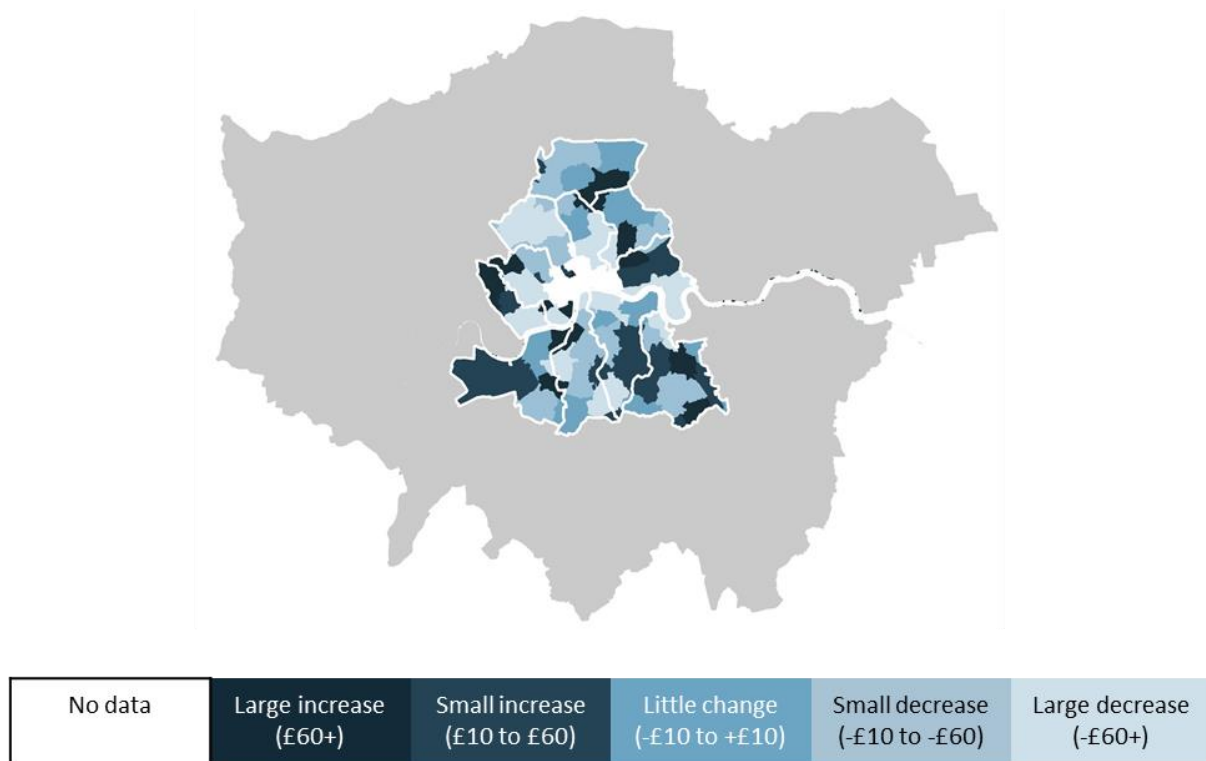 No data
Large increase
(£60+)
Small increase
(£10 to £60)
Little change
(-£10 to +£10)
Small decrease
(-£10 to -£60)
Large decrease
(-£60+)